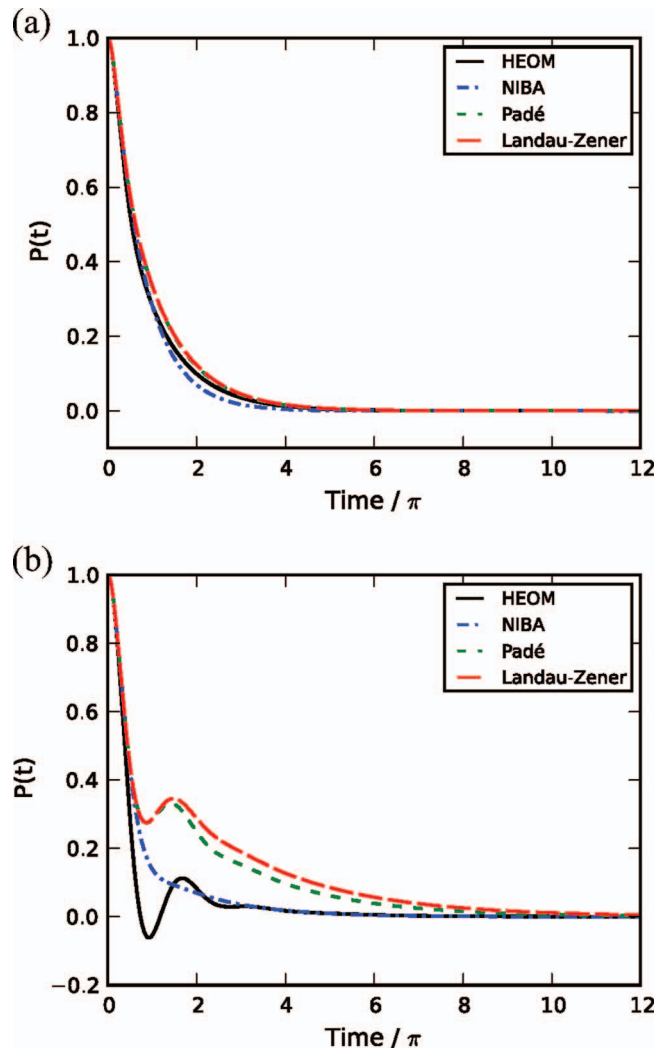 (a)
1.0
0.8
0.6
0.4
0.2
0.0
P(t)
HEOM
NIBA
Padé
Landau-Zener
0 2 4 6 8 10 12
Time / π
(b)
1.0
0.8
0.6
0.4
0.2
0.0
−0.2
P(t)
HEOM
NIBA
Padé
Landau-Zener
0 2 4 6 8 10 12
Time / π